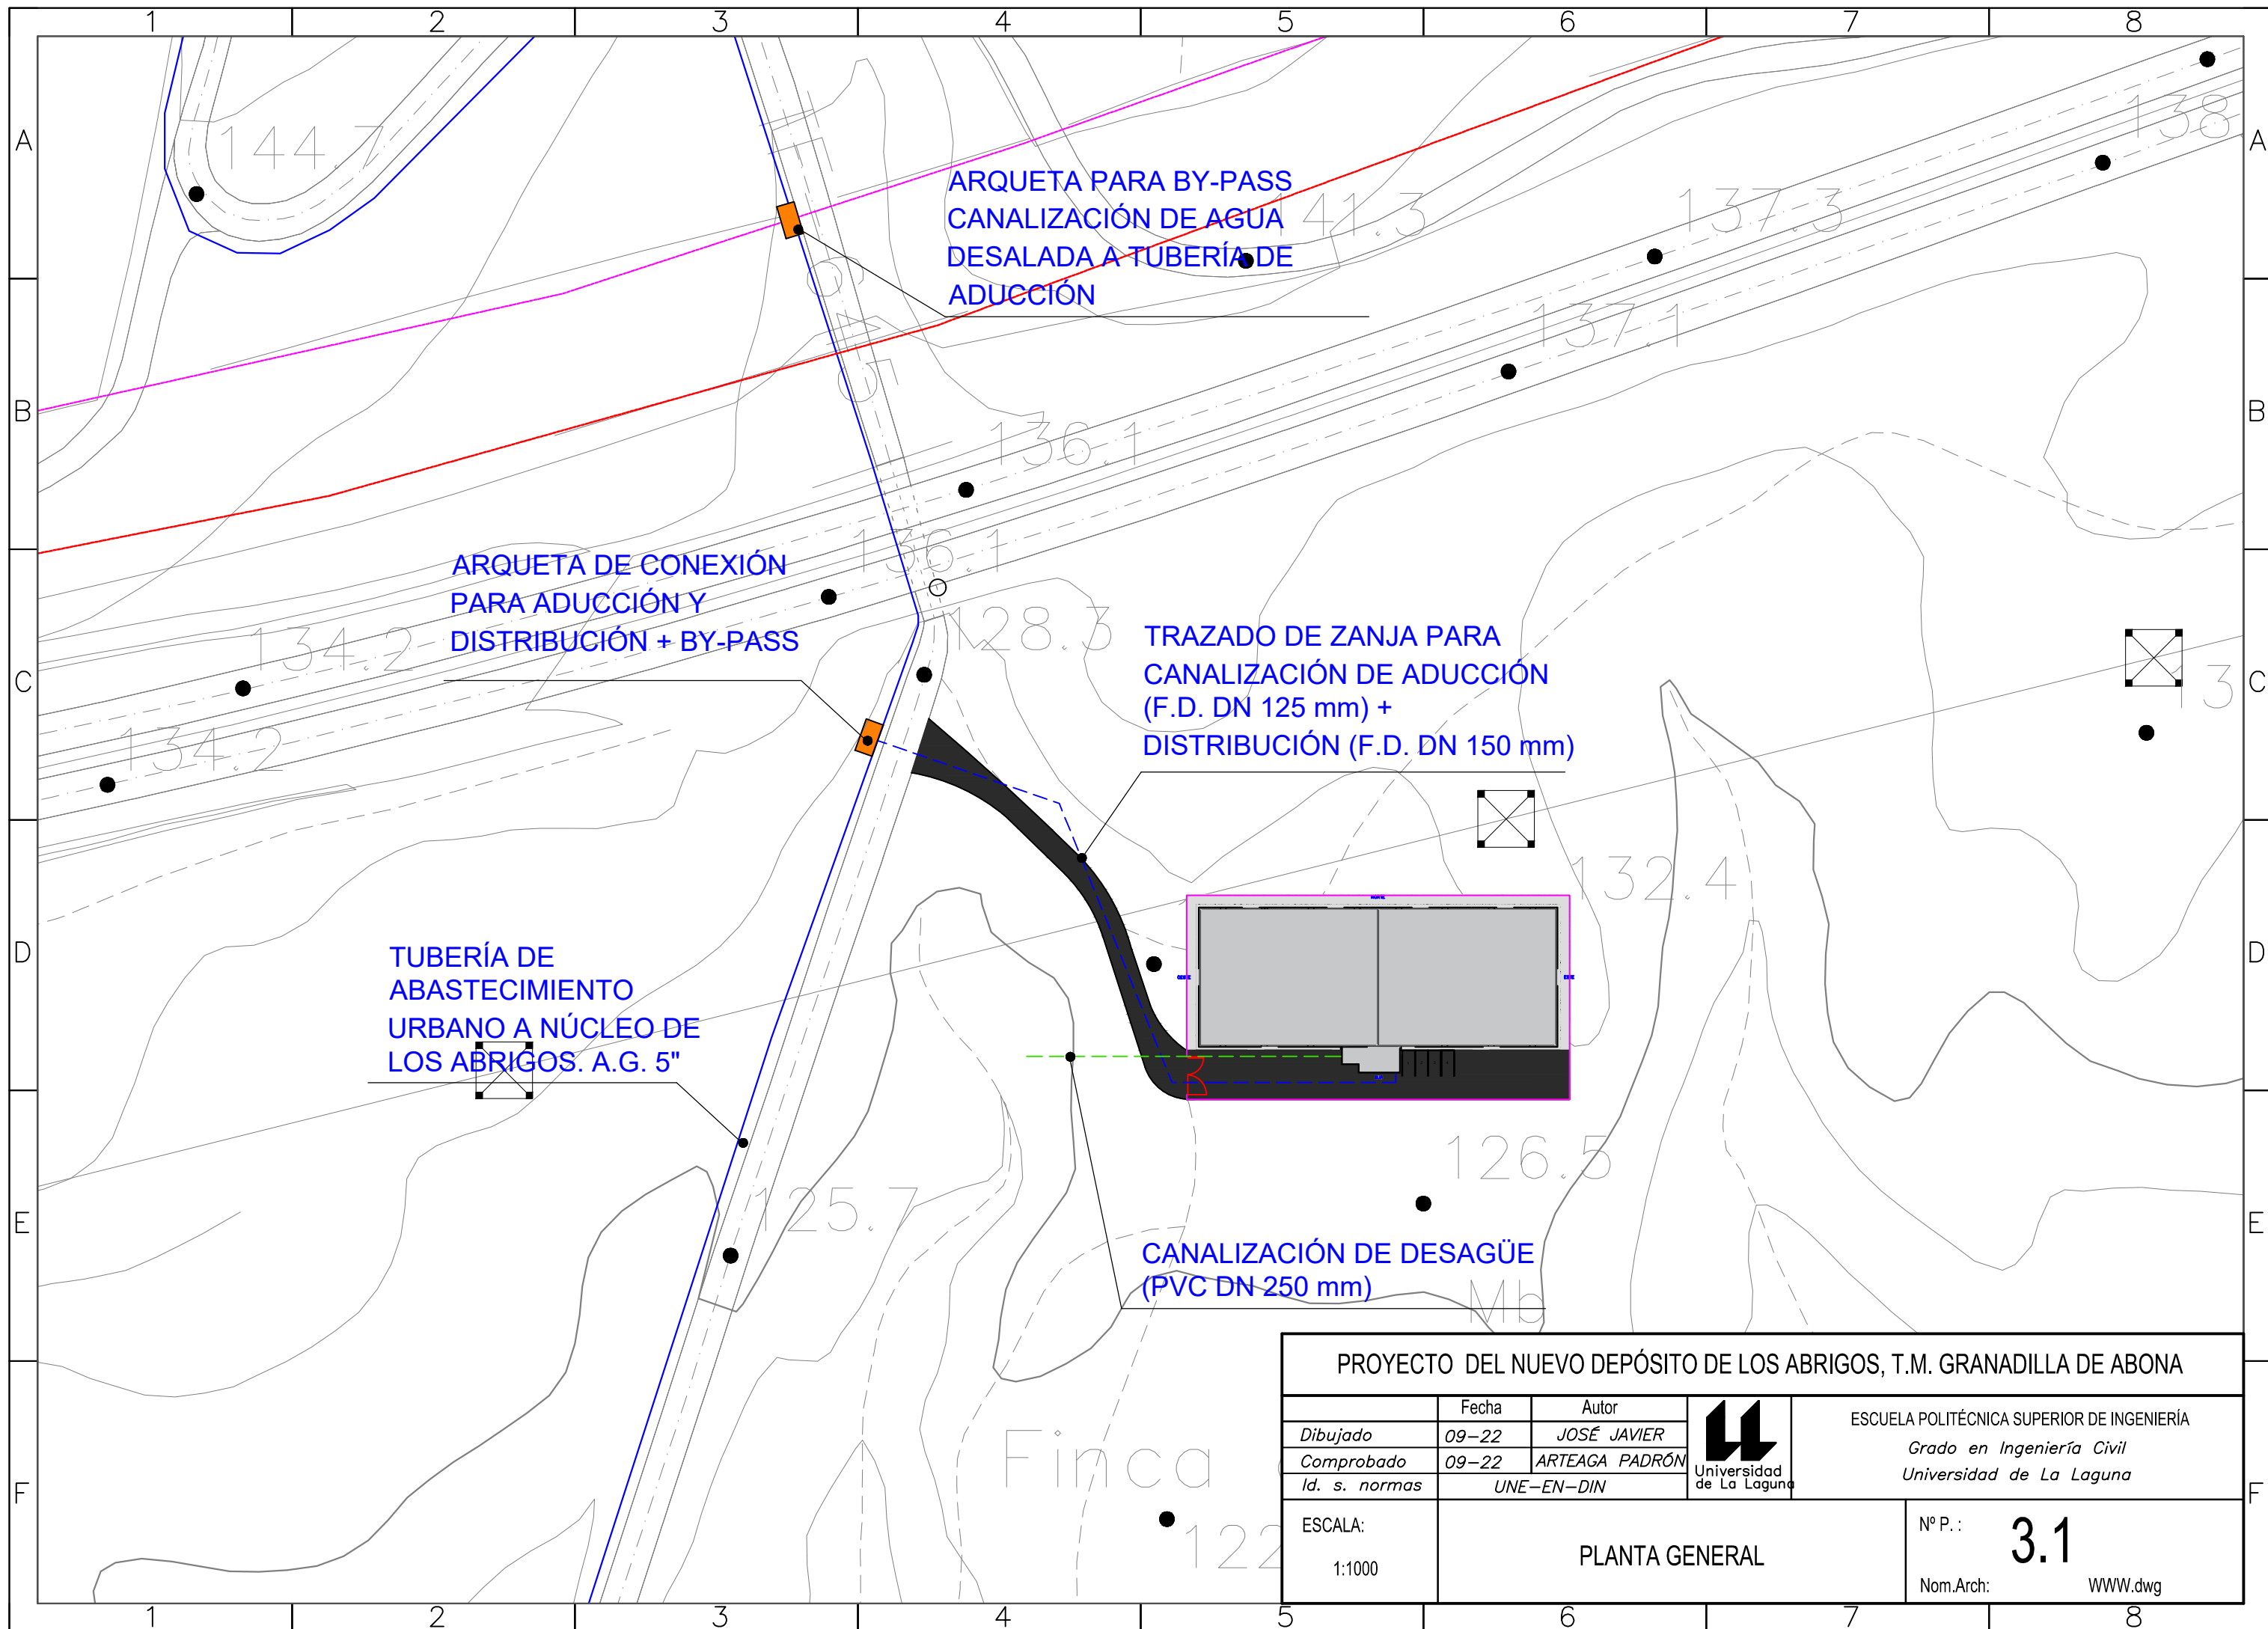 1 2 3 4 5 6 7 8
A
A
144.7
138
ARQUETA PARA BY-PASS
CANALIZACIÓN DE AGUA
DESALADA A TUBERÍA DE
ADUCCIÓN
141.3
137.3
137.1
B
B
136.1
136.1
ARQUETA DE CONEXIÓN
PARA ADUCCIÓN Y
DISTRIBUCIÓN + BY-PASS
128.3
134.2
134.2
TRAZADO DE ZANJA PARA
CANALIZACIÓN DE ADUCCIÓN
(F.D. DN 125 mm) +
DISTRIBUCIÓN (F.D. DN 150 mm)
C
C
13
132.4
D
D
TUBERÍA DE
ABASTECIMIENTO
URBANO A NÚCLEO DE
LOS ABRIGOS. A.G. 5"
126.5
125.7
E
E
CANALIZACIÓN DE DESAGÜE
(PVC DN 250 mm)
Mb
Finca
122
F
F
PROYECTO DEL NUEVO DEPÓSITO DE LOS ABRIGOS, T.M. GRANADILLA DE ABONA
Fecha Autor
Dibujado 09-22 JOSÉ JAVIER
Comprobado 09-22 ARTEAGA PADRÓN
Id. s. normas UNE-EN-DIN
Universidad
de La Laguna
ESCUELA POLITÉCNICA SUPERIOR DE INGENIERÍA
Grado en Ingeniería Civil
Universidad de La Laguna
ESCALA:
1:1000
PLANTA GENERAL
Nº P. : 3.1
Nom.Arch: WWW.dwg
1 2 3 4 5 6 7 8